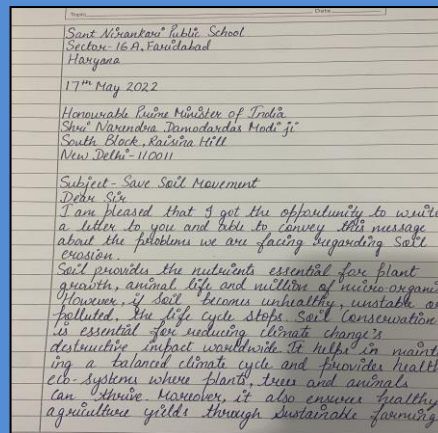 Sant Nirankari Public School
Sector-16A, Faridabad
Haryana
17th May 2022
Honourable Prime Minister of India
Shri Narendra Damodardas Modi ji
South Block, Raisina Hill
New Delhi-110011
Subject- Save Soil Movement
Dear Sir
I am pleased that I got the opportunity to write
a letter to you and able to convey this message
about the problems we are facing regarding Soil
erosion.
Soil provides the nutrients essential for plant
growth, animal life and million of micro organi
However, if Soil becomes unhealthy, unstable or
polluted, the life cycle stops. Soil Conservation
is essential for reducing climate change's
destructive impact worldwide. It helps in maint
ing a balanced climate cycle and provides health
eco-systems where plants, trees and animals
can thrive. Moreover, it also ensures healthy
agriculture yields through sustainable farming